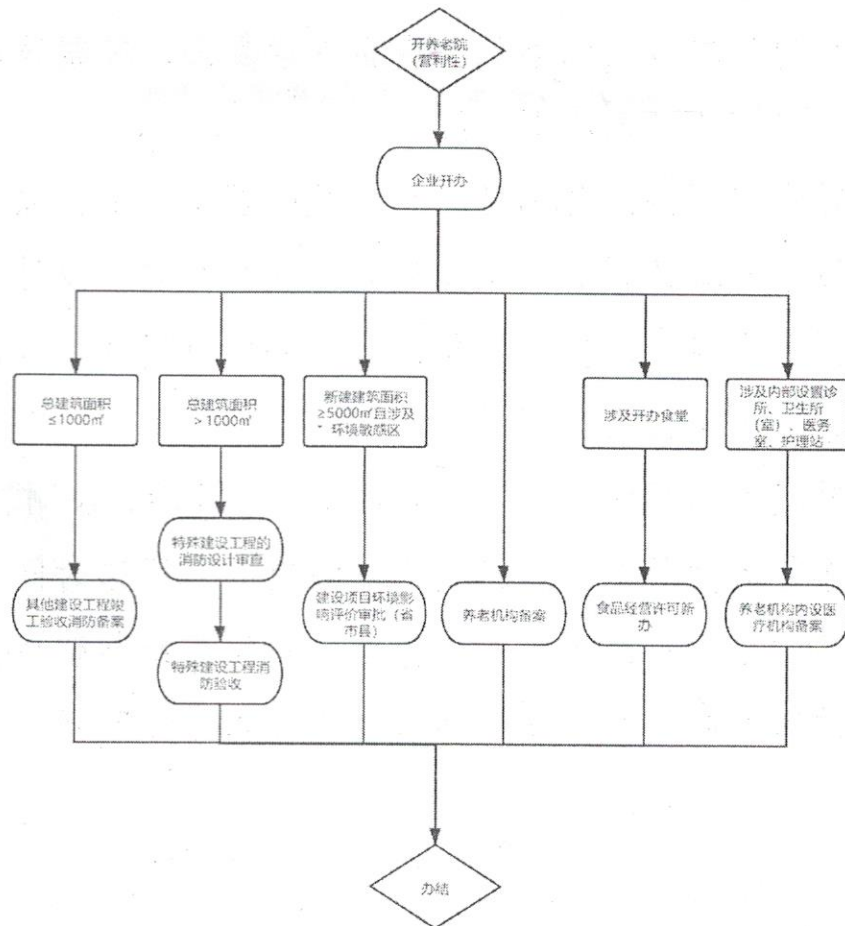 开养老院
(营利性)
企业开办
总建筑面积
≤1000㎡
总建筑面积
>1000㎡
新建建筑面积
≥5000㎡且涉及
环境敏感区
涉及开办食堂
涉及内部设置诊
所、卫生所
(室)、医务
室、护理站
特殊建设工程的
消防设计审查
其他建设工程竣
工验收消防备案
特殊建设工程消
防验收
建设项目环境影
响评价审批（省
市县）
养老机构备案
食品经营许可新
办
养老机构内设医
疗机构备案
办结